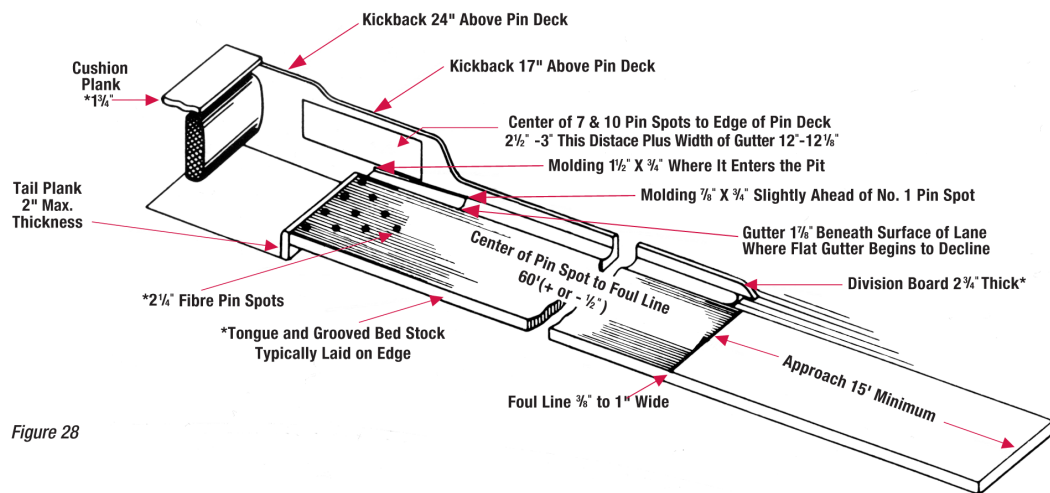 Kickback 24" Above Pin Deck
Kickback 17" Above Pin Deck
Cushion
Plank
*1¾"
Center of 7 & 10 Pin Spots to Edge of Pin Deck
2½" -3" This Distace Plus Width of Gutter 12"-12⅛"
Molding 1½" X ¾" Where It Enters the Pit
Tail Plank
2" Max.
Thickness
Molding ⅞" X ¾" Slightly Ahead of No. 1 Pin Spot
Gutter 1⅞" Beneath Surface of Lane
Where Flat Gutter Begins to Decline
Center of Pin Spot to Foul Line
60'(+ or - ½")
Division Board 2¾" Thick*
*2¼" Fibre Pin Spots
*Tongue and Grooved Bed Stock
Typically Laid on Edge
Approach 15' Minimum
Foul Line ⅜" to 1" Wide
Figure 28